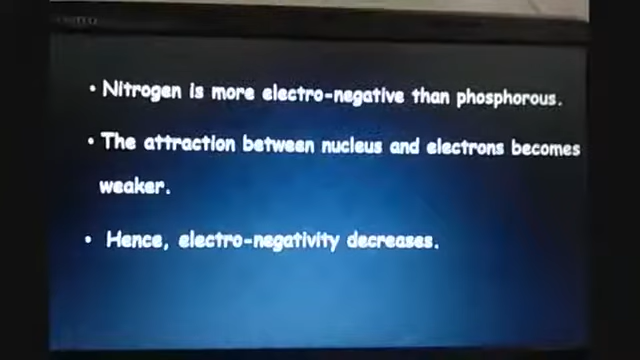 • Nitrogen is more electro-negative than phosphorous.
• The attraction between nucleus and electrons becomes
weaker.
• Hence, electro-negativity decreases.